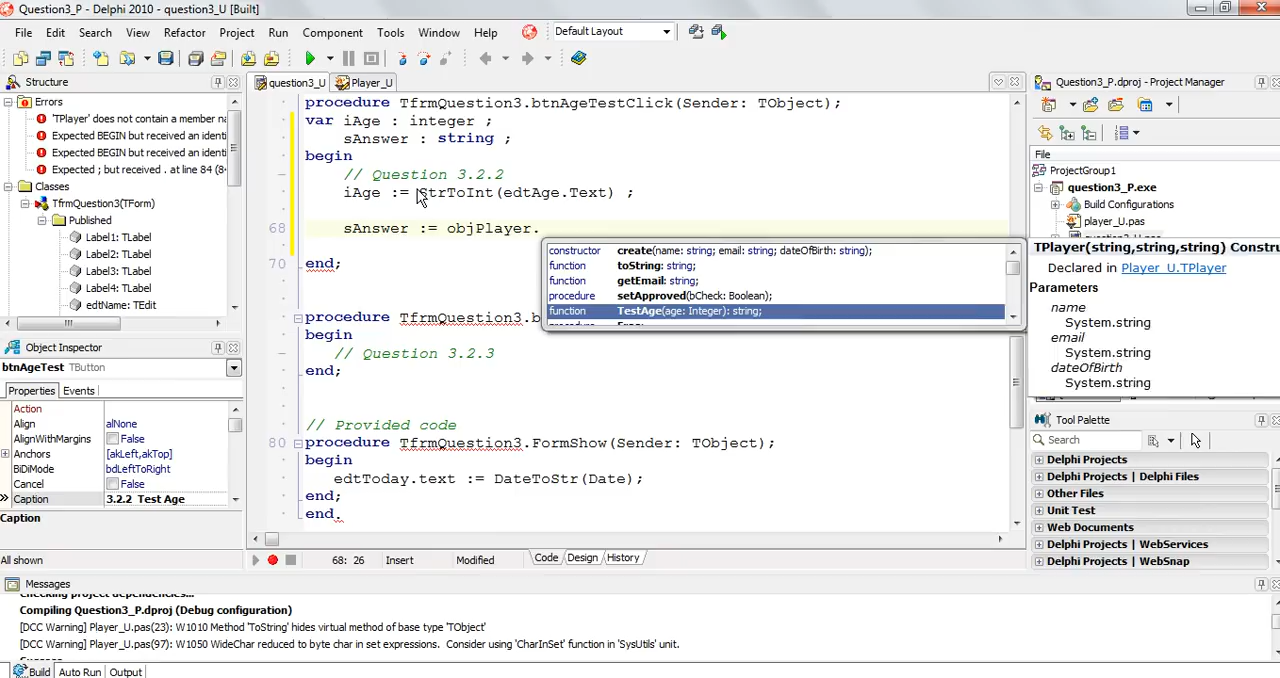 Question3_P - Delphi 2010 - question3_U [Built]
File Edit Search View Refactor Project Run Component Tools Window Help Default Layout
Structure
Errors
'TPlayer' does not contain a member na
Expected BEGIN but received an identi
Expected BEGIN but received an identi
Expected ; but received . at line 84 (8
Classes
TfrmQuestion3(TForm)
Published
Label1: TLabel
Label2: TLabel
Label3: TLabel
Label4: TLabel
edtName: TEdit
Object Inspector
btnAgeTest TButton
Properties Events
Action
Align alNone
AlignWithMargins False
Anchors [akLeft,akTop]
BiDiMode bdLeftToRight
Cancel False
Caption 3.2.2 Test Age
Caption
All shown
question3_U Player_U
procedure TfrmQuestion3.btnAgeTestClick(Sender: TObject);
var iAge : integer ;
sAnswer : string ;
begin
// Question 3.2.2
iAge := StrToInt(edtAge.Text) ;
68 sAnswer := objPlayer.
70 end;
constructor create(name: string; email: string; dateOfBirth: string);
function toString: string;
function getEmail: string;
procedure setApproved(bCheck: Boolean);
function TestAge(age: Integer): string;
procedure TfrmQuestion3.b
begin
// Question 3.2.3
end;
// Provided code
80 procedure TfrmQuestion3.FormShow(Sender: TObject);
begin
edtToday.text := DateToStr(Date);
end;
end.
68: 26 Insert Modified Code Design History
Question3_P.dproj - Project Manager
File
ProjectGroup1
question3_P.exe
Build Configurations
player_U.pas
TPlayer(string,string,string) Constru
Declared in Player_U.TPlayer
Parameters
name
System.string
email
System.string
dateOfBirth
System.string
Tool Palette
Search
Delphi Projects
Delphi Projects | Delphi Files
Other Files
Unit Test
Web Documents
Delphi Projects | WebServices
Delphi Projects | WebSnap
Messages
Checking project dependencies...
Compiling Question3_P.dproj (Debug configuration)
[DCC Warning] Player_U.pas(23): W1010 Method 'ToString' hides virtual method of base type 'TObject'
[DCC Warning] Player_U.pas(97): W1050 WideChar reduced to byte char in set expressions. Consider using 'CharInSet' function in 'SysUtils' unit.
Build Auto Run Output